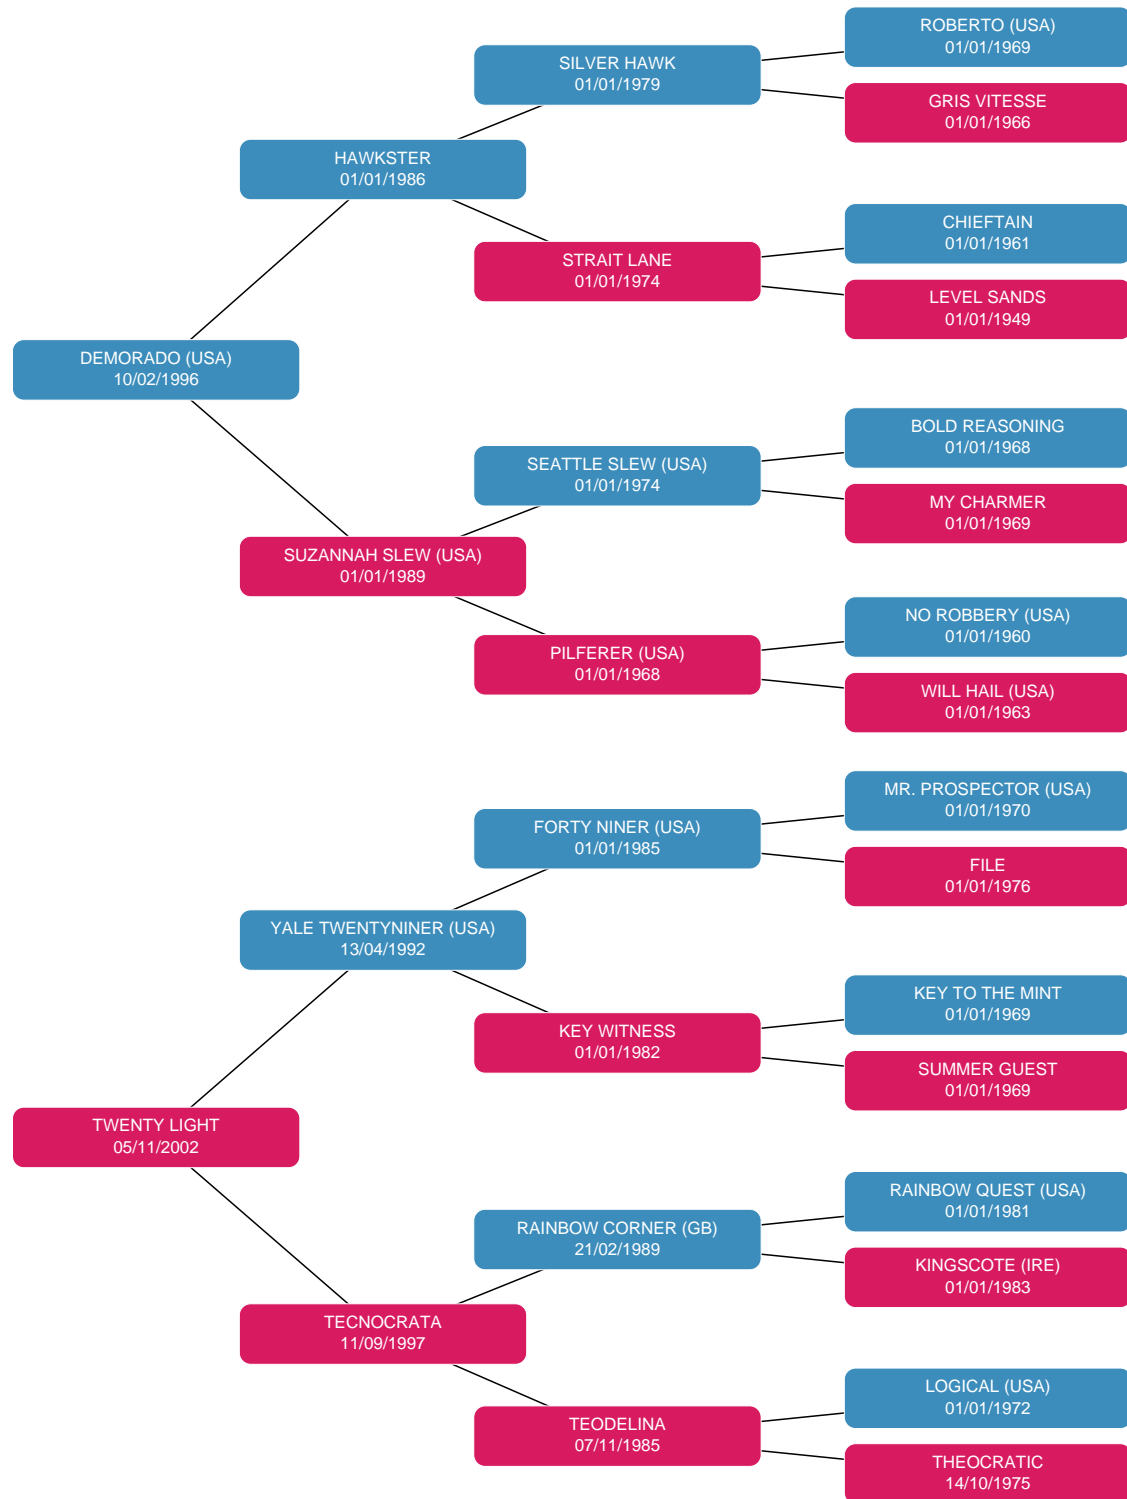 ROBERTO (USA)
01/01/1969
SILVER HAWK
01/01/1979
GRIS VITESSE
01/01/1966
HAWKSTER
01/01/1986
CHIEFTAIN
01/01/1961
STRAIT LANE
01/01/1974
LEVEL SANDS
01/01/1949
DEMORADO (USA)
10/02/1996
BOLD REASONING
01/01/1968
SEATTLE SLEW (USA)
01/01/1974
MY CHARMER
01/01/1969
SUZANNAH SLEW (USA)
01/01/1989
NO ROBBERY (USA)
01/01/1960
PILFERER (USA)
01/01/1968
WILL HAIL (USA)
01/01/1963
MR. PROSPECTOR (USA)
01/01/1970
FORTY NINER (USA)
01/01/1985
FILE
01/01/1976
YALE TWENTYNINER (USA)
13/04/1992
KEY TO THE MINT
01/01/1969
KEY WITNESS
01/01/1982
SUMMER GUEST
01/01/1969
TWENTY LIGHT
05/11/2002
RAINBOW QUEST (USA)
01/01/1981
RAINBOW CORNER (GB)
21/02/1989
KINGSCOTE (IRE)
01/01/1983
TECNOCRATA
11/09/1997
LOGICAL (USA)
01/01/1972
TEODELINA
07/11/1985
THEOCRATIC
14/10/1975